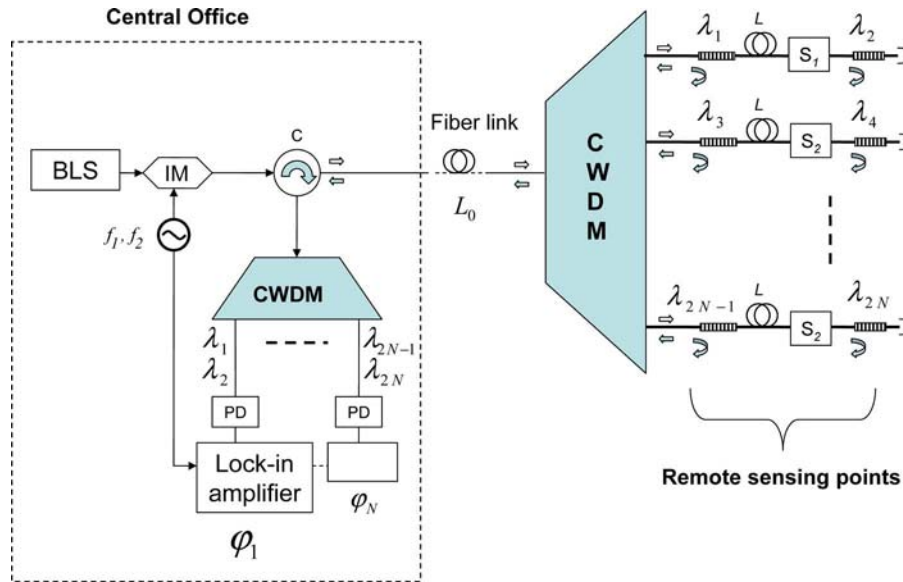 Central Office
BLS
IM
C
f1, f2
Fiber link
L0
CWDM
λ1
λ2
λ2N−1
λ2N
PD
PD
Lock-in
amplifier
φ1
φN
C
W
D
M
λ1
L
S1
λ2
λ3
L
S2
λ4
λ2N−1
L
S2
λ2N
Remote sensing points